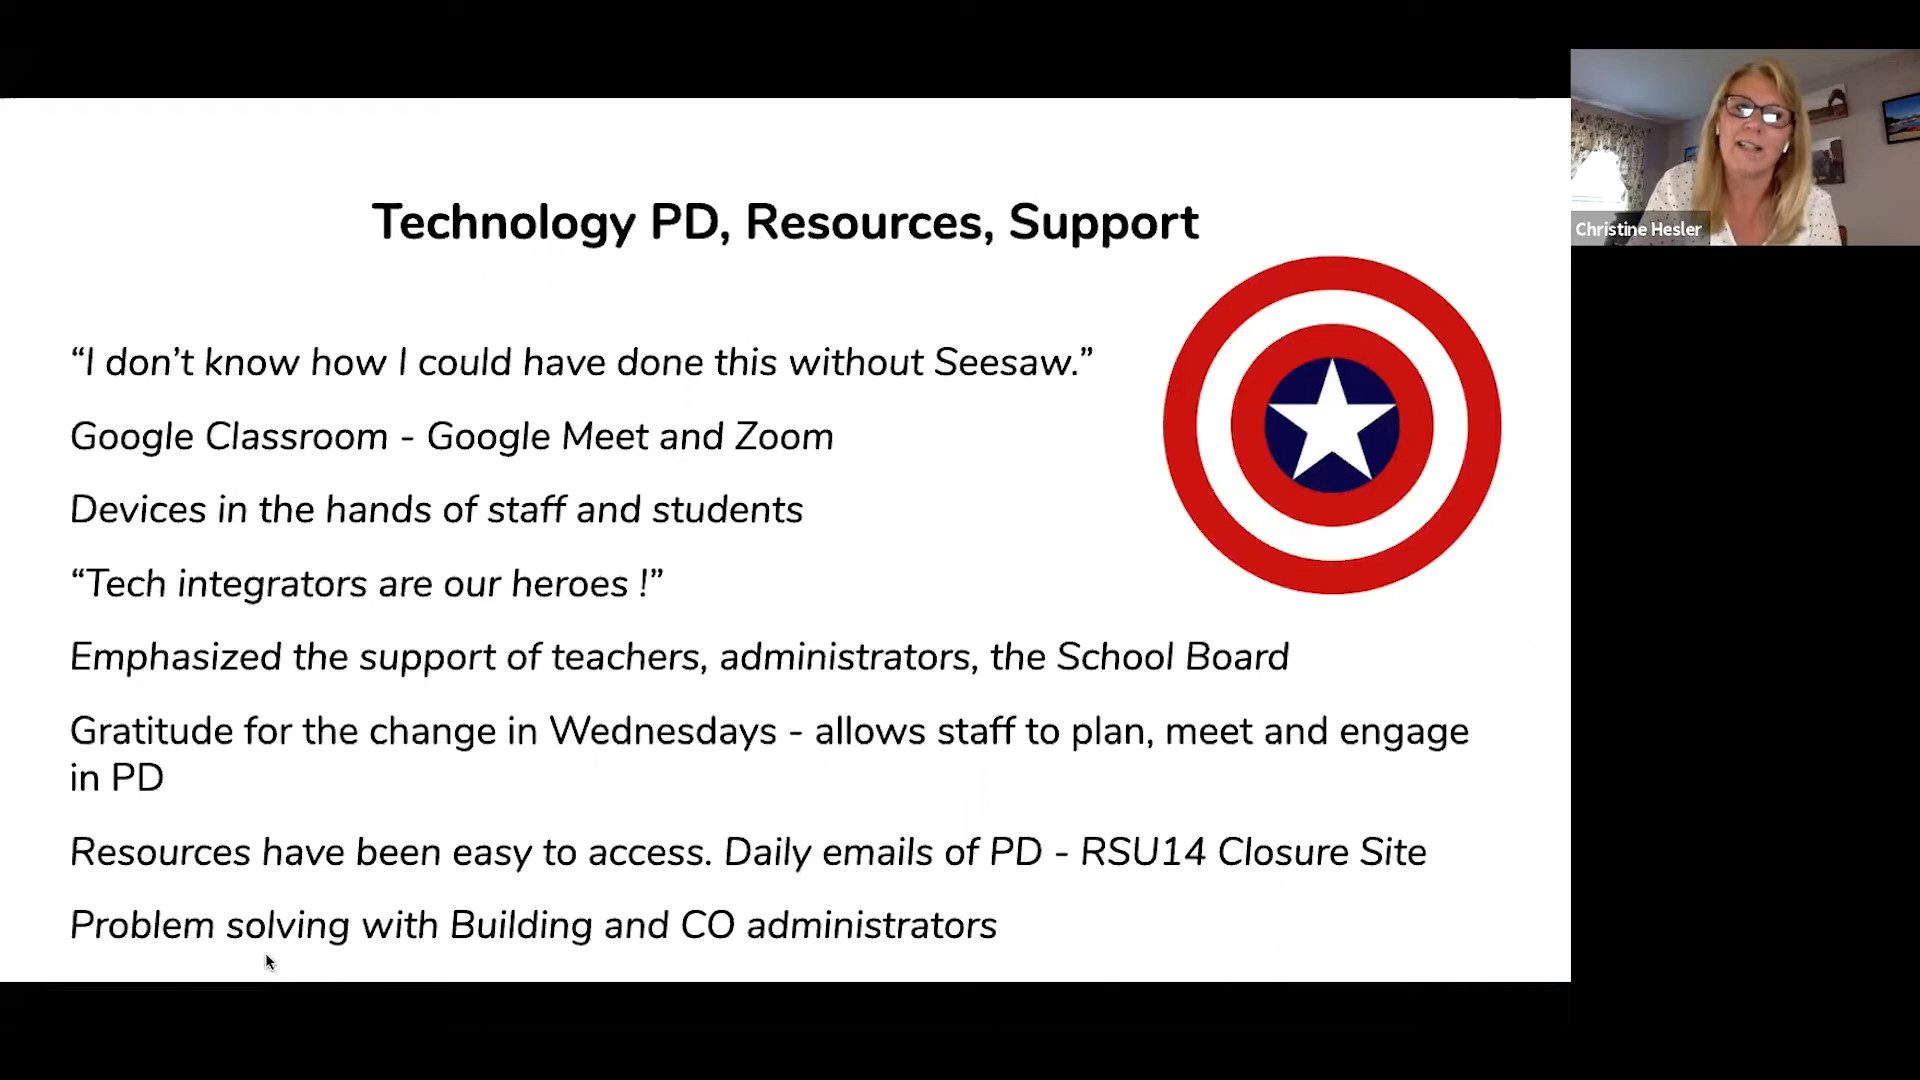 Technology PD, Resources, Support
“I don’t know how I could have done this without Seesaw.”
Google Classroom - Google Meet and Zoom
Devices in the hands of staff and students
“Tech integrators are our heroes !”
Emphasized the support of teachers, administrators, the School Board
Gratitude for the change in Wednesdays - allows staff to plan, meet and engage
in PD
Resources have been easy to access. Daily emails of PD - RSU14 Closure Site
Problem solving with Building and CO administrators
Christine Hesler